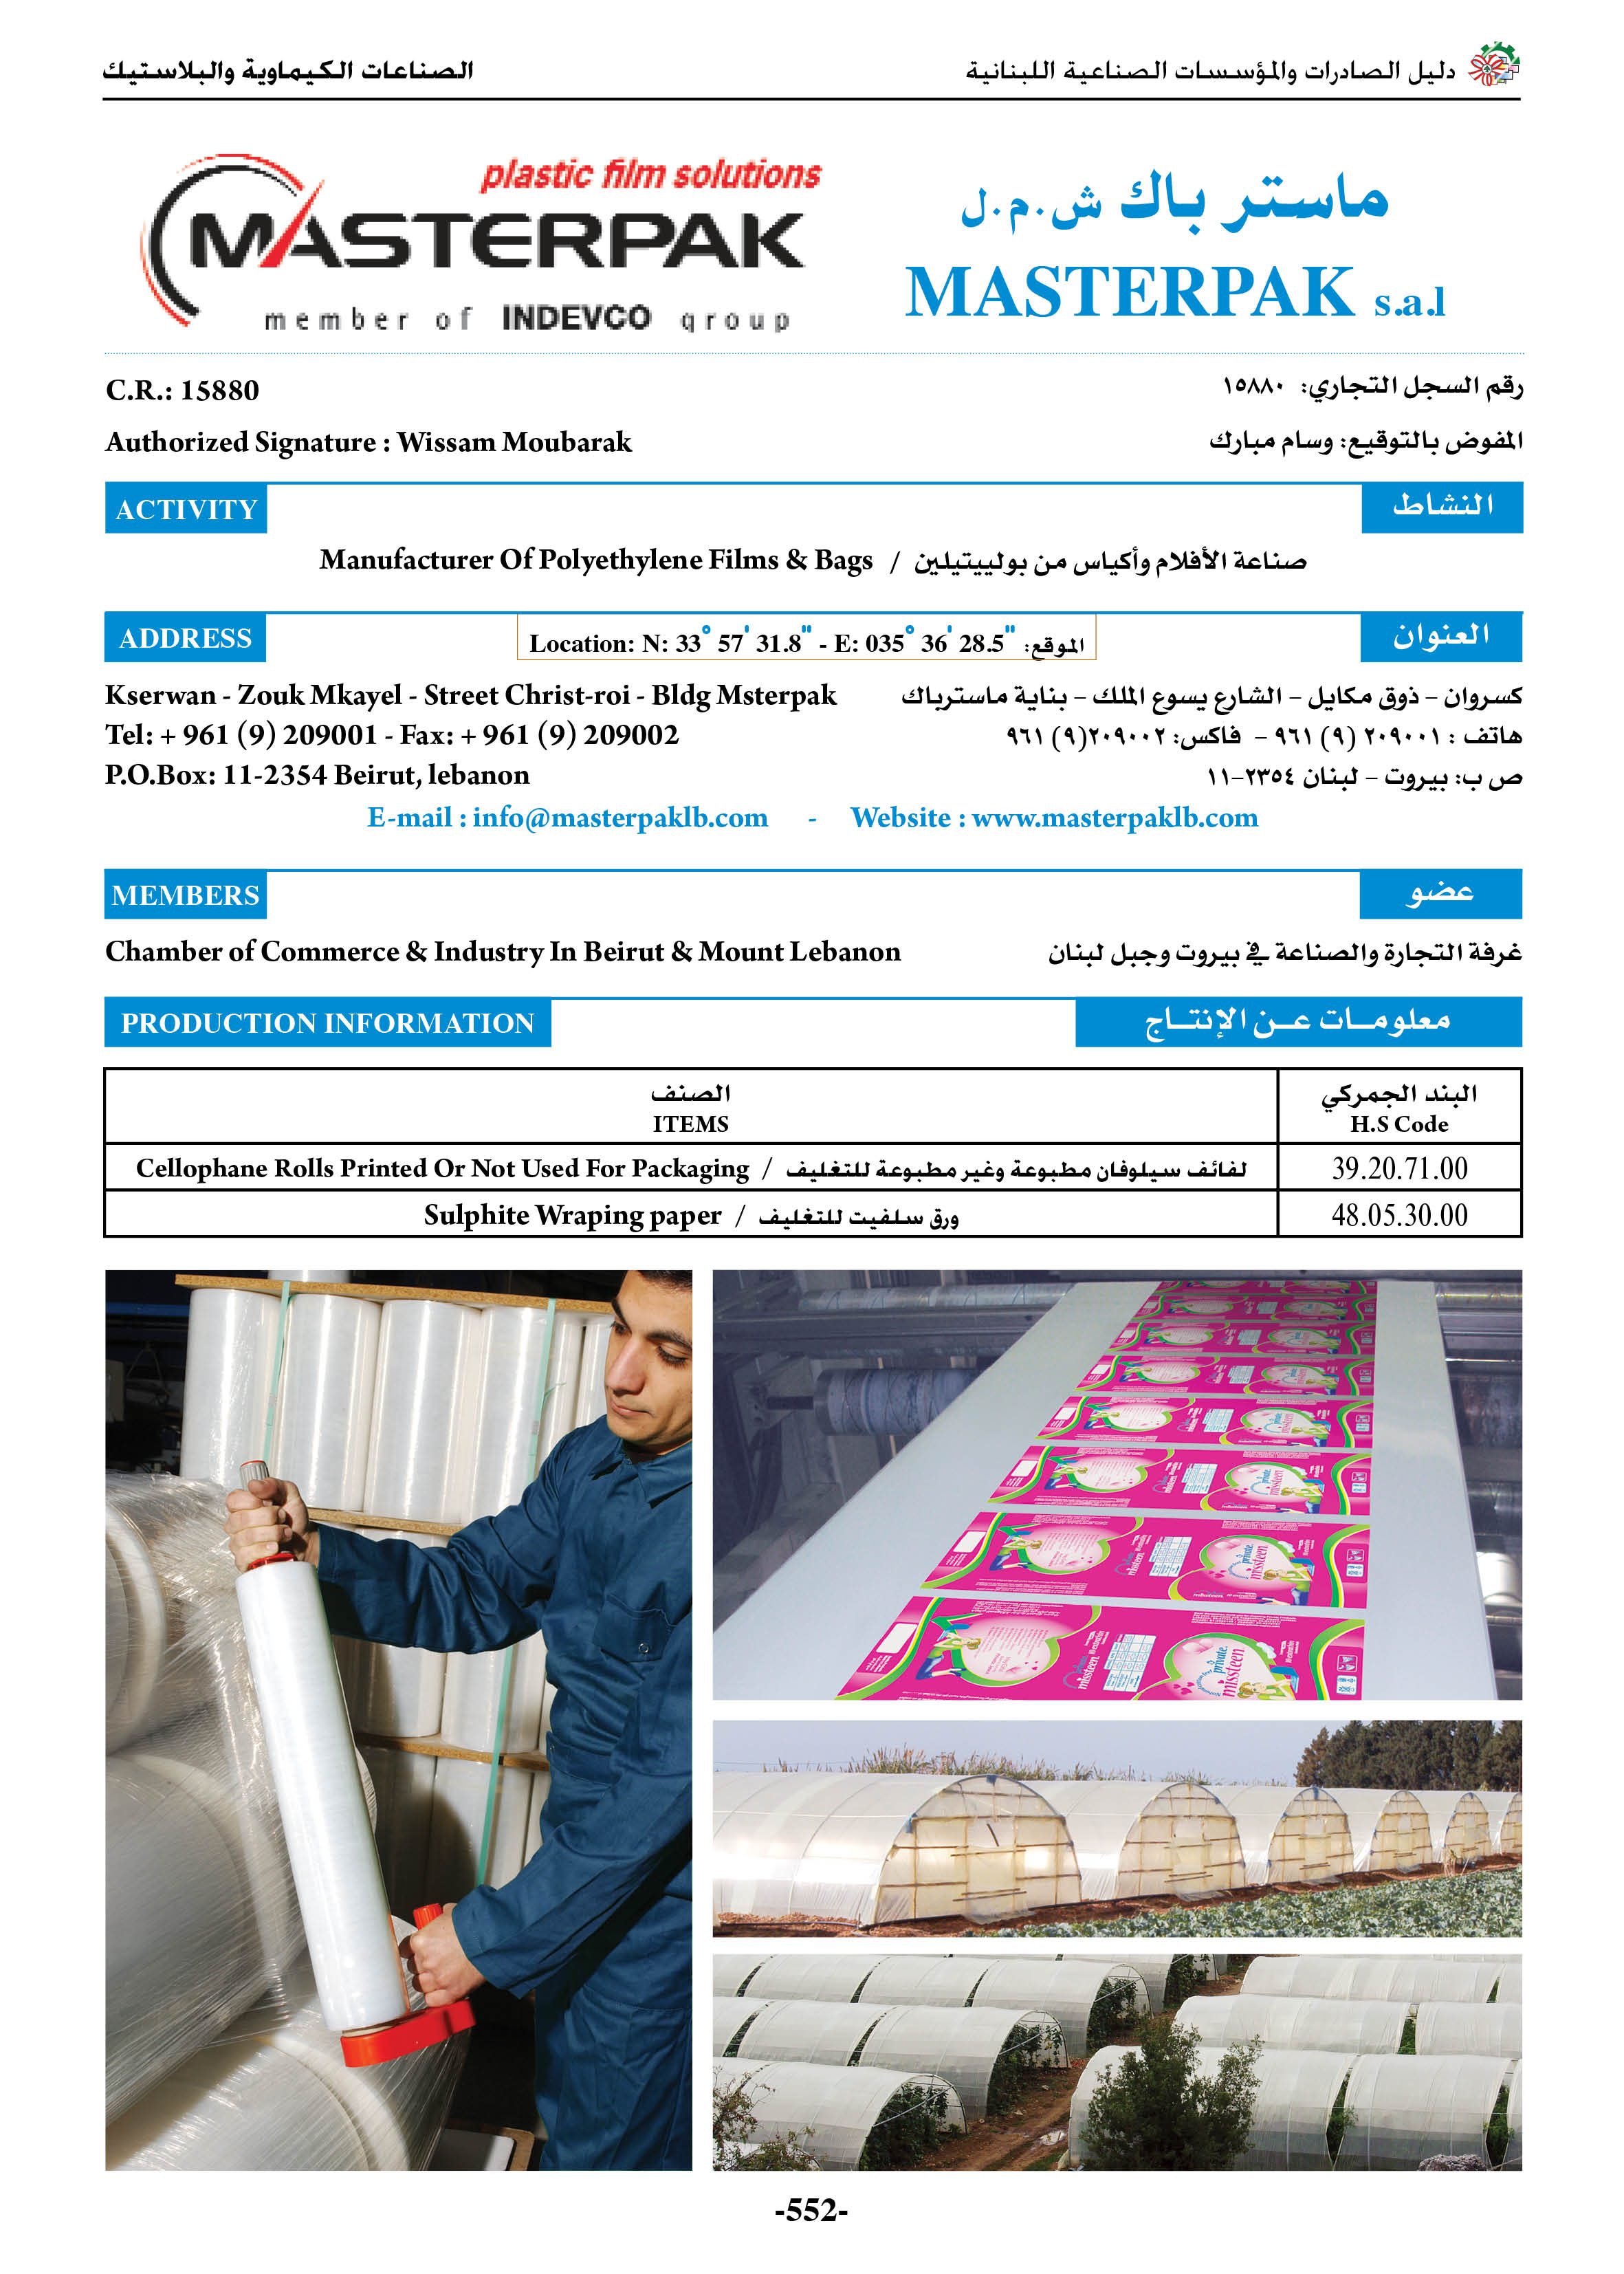 دليل الصادرات والمؤسسات الصناعية اللبنانية
الصناعات الكيماوية والبلاستيك
plastic film solutions
MASTERPAK
member of INDEVCO group
ماستر باك ش.م.ل
MASTERPAK s.a.l
C.R.: 15880
رقم السجل التجاري: ١٥٨٨٠
Authorized Signature : Wissam Moubarak
المفوض بالتوقيع: وسام مبارك
ACTIVITY
النشاط
Manufacturer Of Polyethylene Films & Bags / صناعة الأفلام وأكياس من بولييتيلين
ADDRESS
Location: N: 33° 57' 31.8" - E: 035° 36' 28.5" الموقع:
العنوان
Kserwan - Zouk Mkayel - Street Christ-roi - Bldg Msterpak
كسروان – ذوق مكايل – الشارع يسوع الملك – بناية ماسترباك
Tel: + 961 (9) 209001 - Fax: + 961 (9) 209002
هاتف : ٢٠٩٠٠١ (٩) ٩٦١ – فاكس: ٢٠٩٠٠٢(٩) ٩٦١
P.O.Box: 11-2354 Beirut, lebanon
ص ب: بيروت – لبنان ٢٣٥٤–١١
E-mail : info@masterpaklb.com - Website : www.masterpaklb.com
MEMBERS
عضو
Chamber of Commerce & Industry In Beirut & Mount Lebanon
غرفة التجارة والصناعة في بيروت وجبل لبنان
PRODUCTION INFORMATION
معلومـات عـن الإنتـاج
الصنف
ITEMS
البند الجمركي
H.S Code
Cellophane Rolls Printed Or Not Used For Packaging / لفائف سيلوفان مطبوعة وغير مطبوعة للتغليف
39.20.71.00
Sulphite Wraping paper / ورق سلفيت للتغليف
48.05.30.00
private.
missteen
-552-